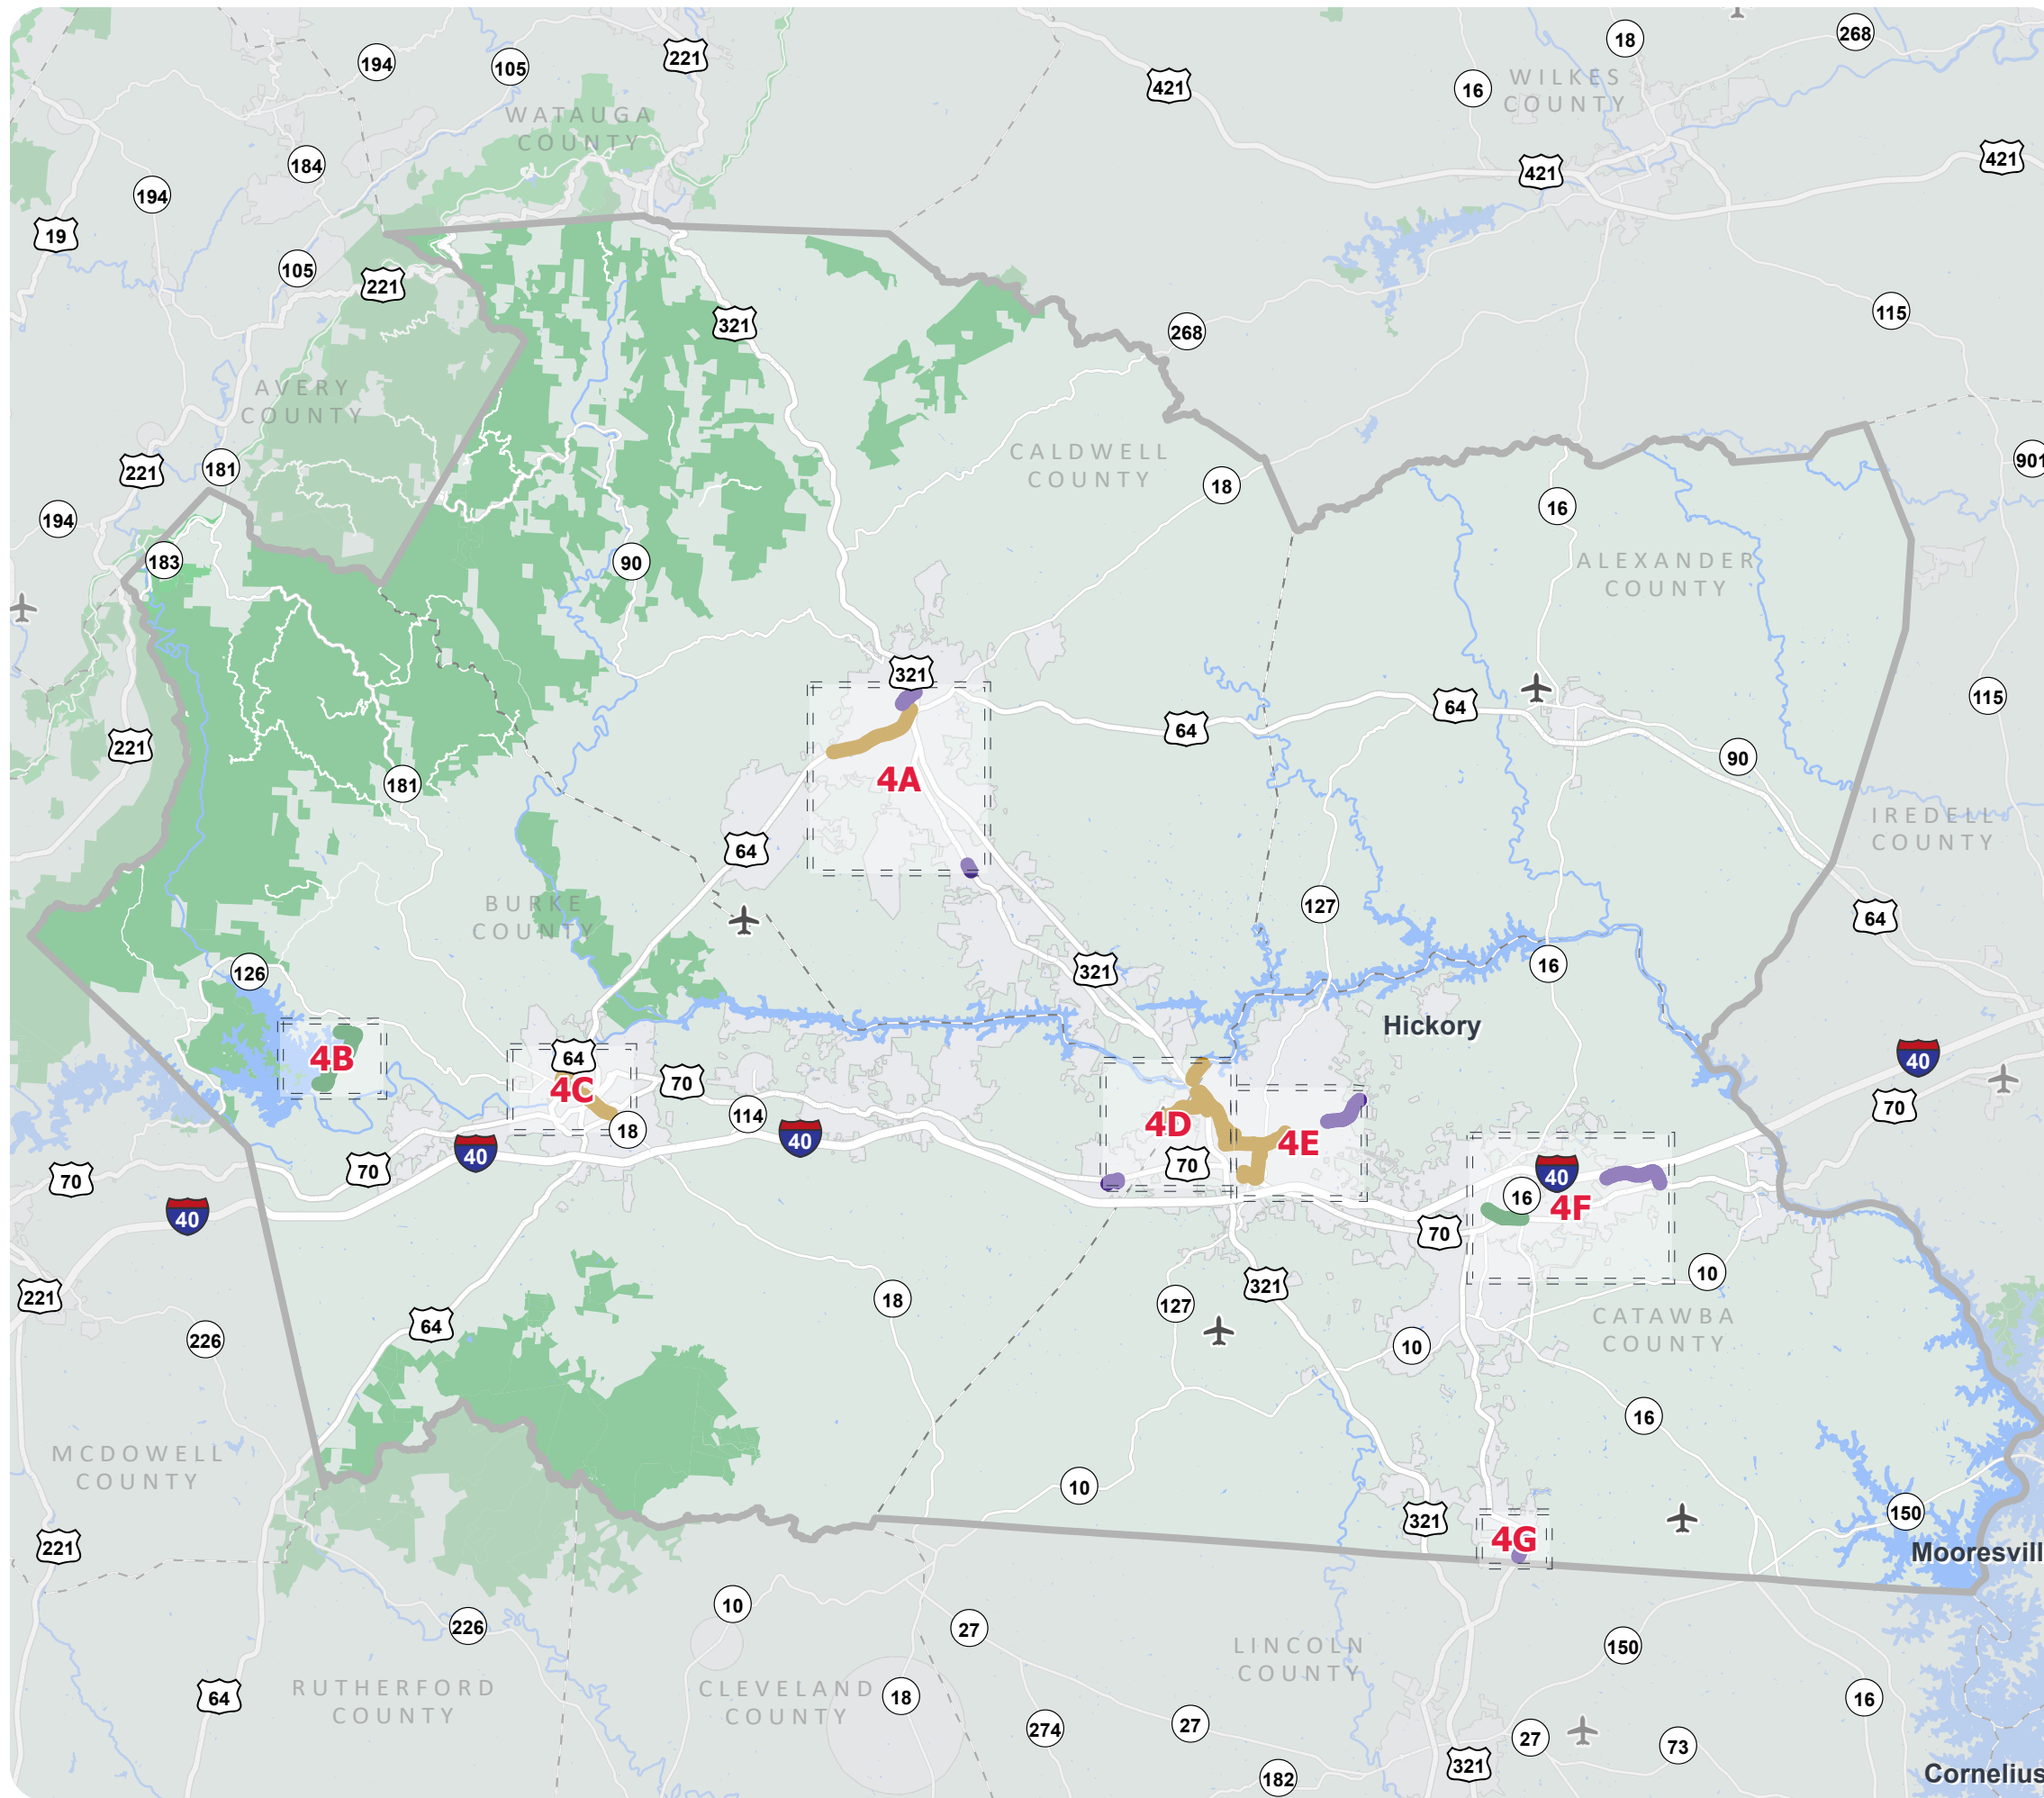 18
268
194
105
221
421
16
WILKES
COUNTY
WATAUGA
COUNTY
184
421
421
194
19
105
221
115
321
268
AVERY
COUNTY
CALDWELL
COUNTY
221
181
18
901
194
16
183
90
ALEXANDER
COUNTY
321
115
64
64
221
181
4A
90
64
IREDELL
COUNTY
BURKE
COUNTY
127
64
126
321
16
Hickory
64
4B
40
4C
70
70
114
18
4D
40
4E
40
70
70
70
40
16
4F
40
70
10
321
221
18
127
CATAWBA
COUNTY
64
226
10
16
MCDOWELL
COUNTY
10
150
321
4G
221
Mooresvill
10
226
27
LINCOLN
COUNTY
150
RUTHERFORD
COUNTY
CLEVELAND
COUNTY
64
18
16
274
27
27
73
321
182
Cornelius